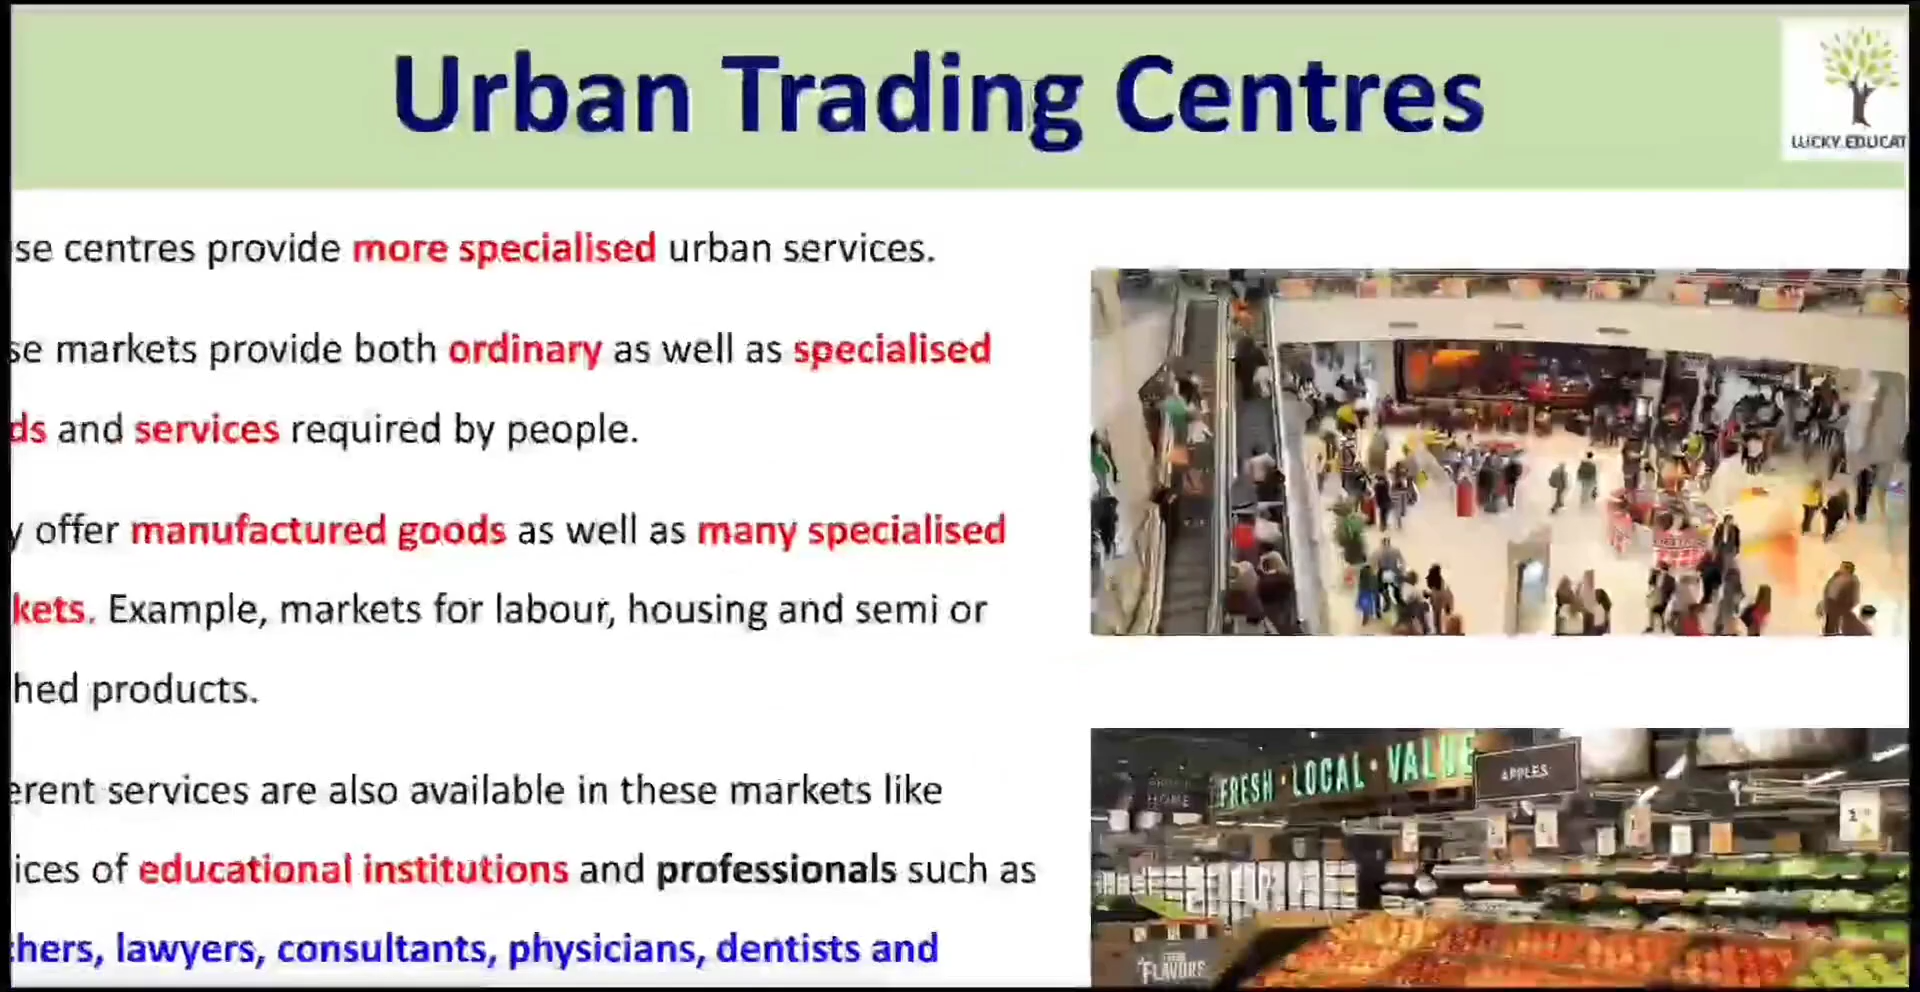 Urban Trading Centres
LUCKY EDUCAT
se centres provide more specialised urban services.
se markets provide both ordinary as well as specialised
ds and services required by people.
y offer manufactured goods as well as many specialised
kets. Example, markets for labour, housing and semi or
hed products.
erent services are also available in these markets like
ices of educational institutions and professionals such as
hers, lawyers, consultants, physicians, dentists and
FRESH · LOCAL · VALUE
APPLES
HOME
FLAVORS